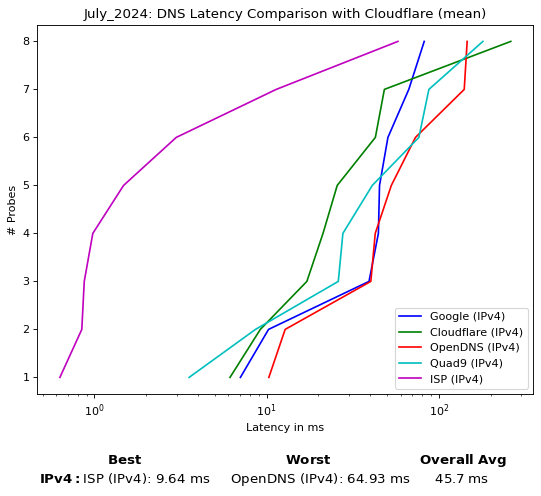 July_2024: DNS Latency Comparison with Cloudflare (mean)
8
7
6
5
4
3
2
1
# Probes
10⁰ 10¹ 10²
Latency in ms
Google (IPv4)
Cloudflare (IPv4)
OpenDNS (IPv4)
Quad9 (IPv4)
ISP (IPv4)
Best Worst Overall Avg
IPv4: ISP (IPv4): 9.64 ms OpenDNS (IPv4): 64.93 ms 45.7 ms